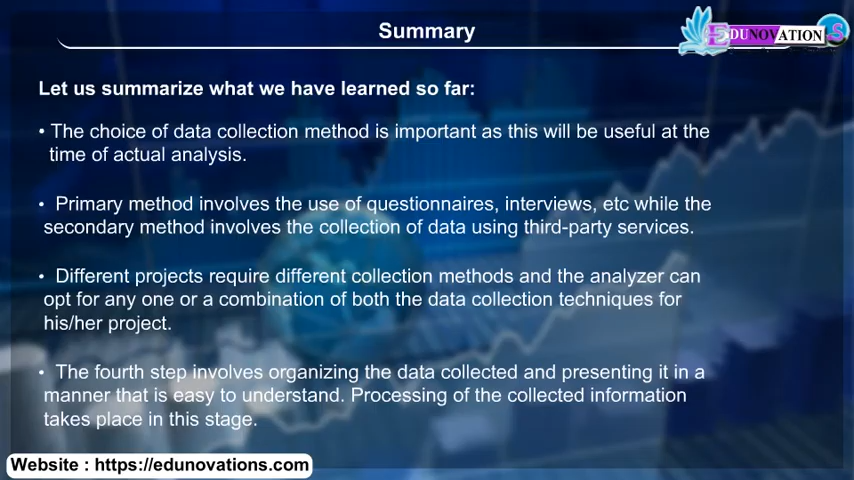 Summary
EDUNOVATIONS
Let us summarize what we have learned so far:
• The choice of data collection method is important as this will be useful at the
time of actual analysis.
• Primary method involves the use of questionnaires, interviews, etc while the
secondary method involves the collection of data using third-party services.
• Different projects require different collection methods and the analyzer can
opt for any one or a combination of both the data collection techniques for
his/her project.
• The fourth step involves organizing the data collected and presenting it in a
manner that is easy to understand. Processing of the collected information
takes place in this stage.
Website : https://edunovations.com